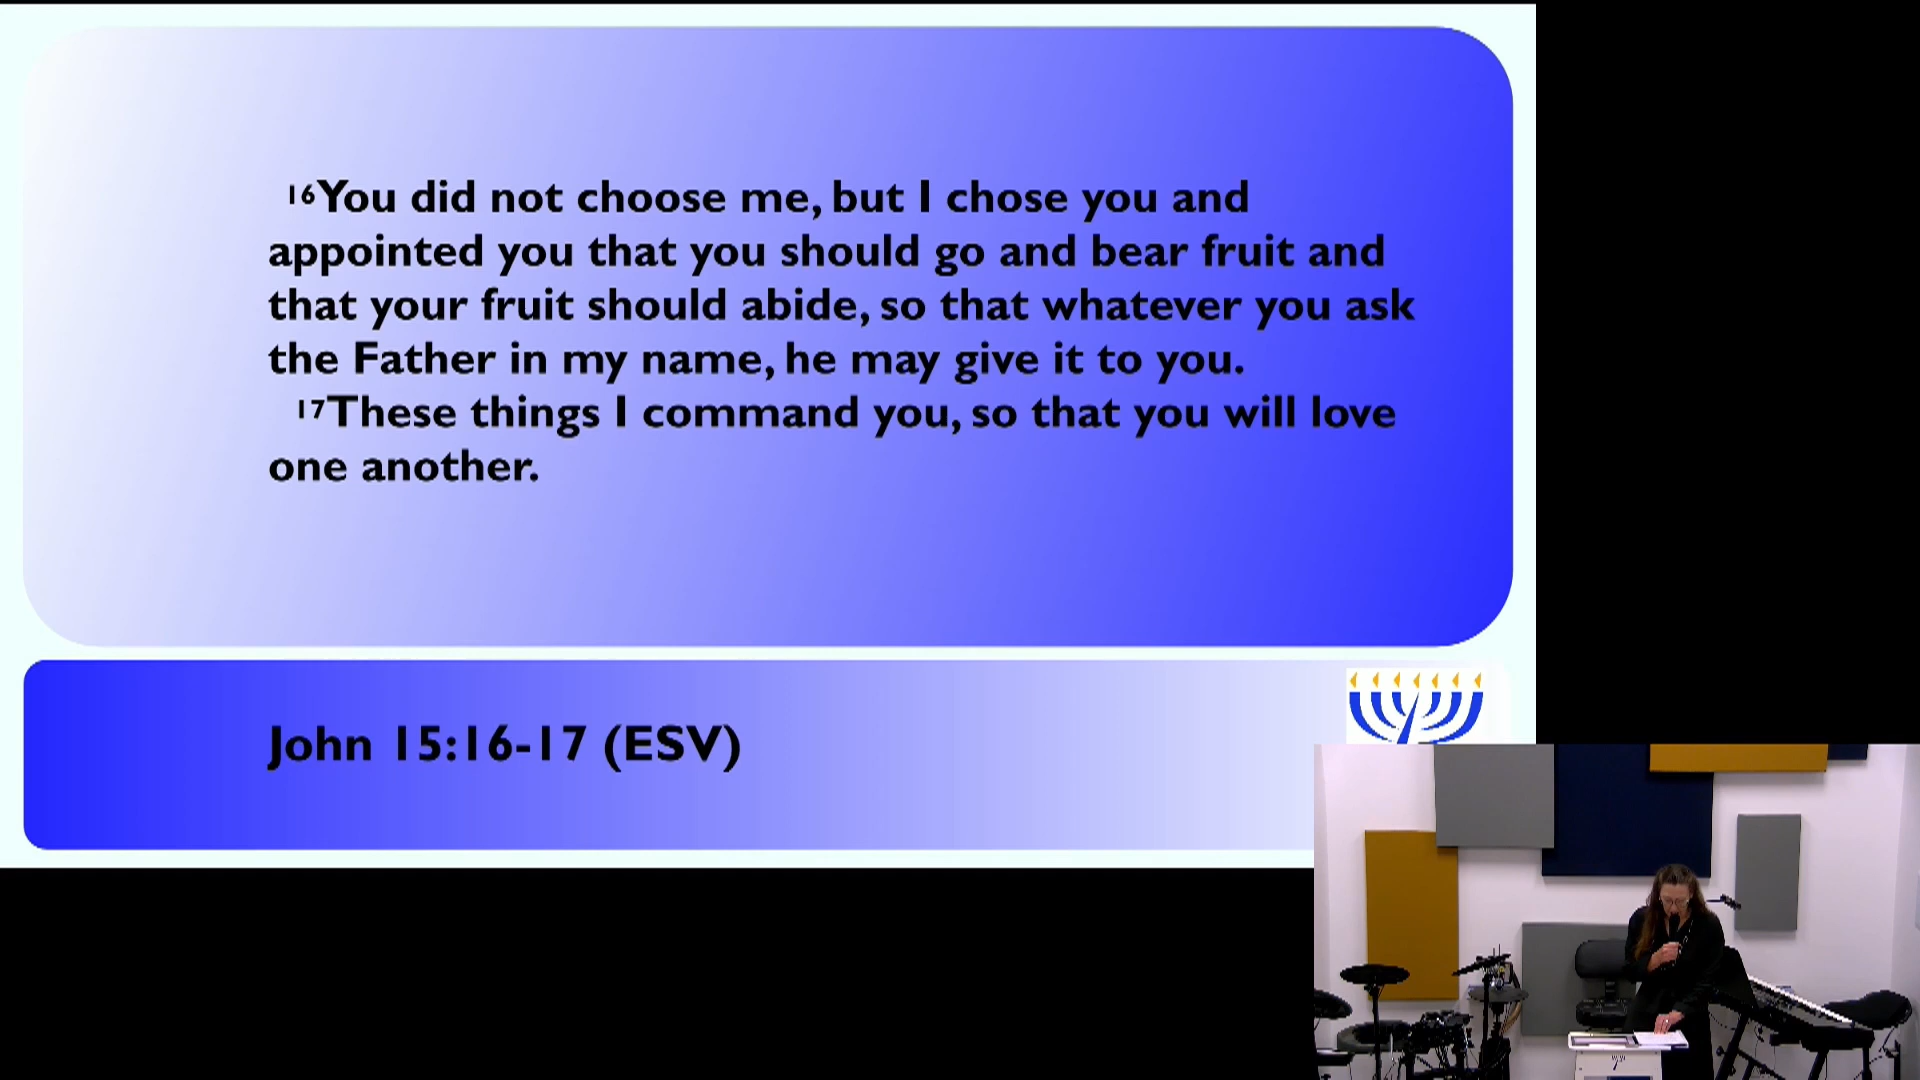 16You did not choose me, but I chose you and
appointed you that you should go and bear fruit and
that your fruit should abide, so that whatever you ask
the Father in my name, he may give it to you.
17These things I command you, so that you will love
one another.
John 15:16-17 (ESV)